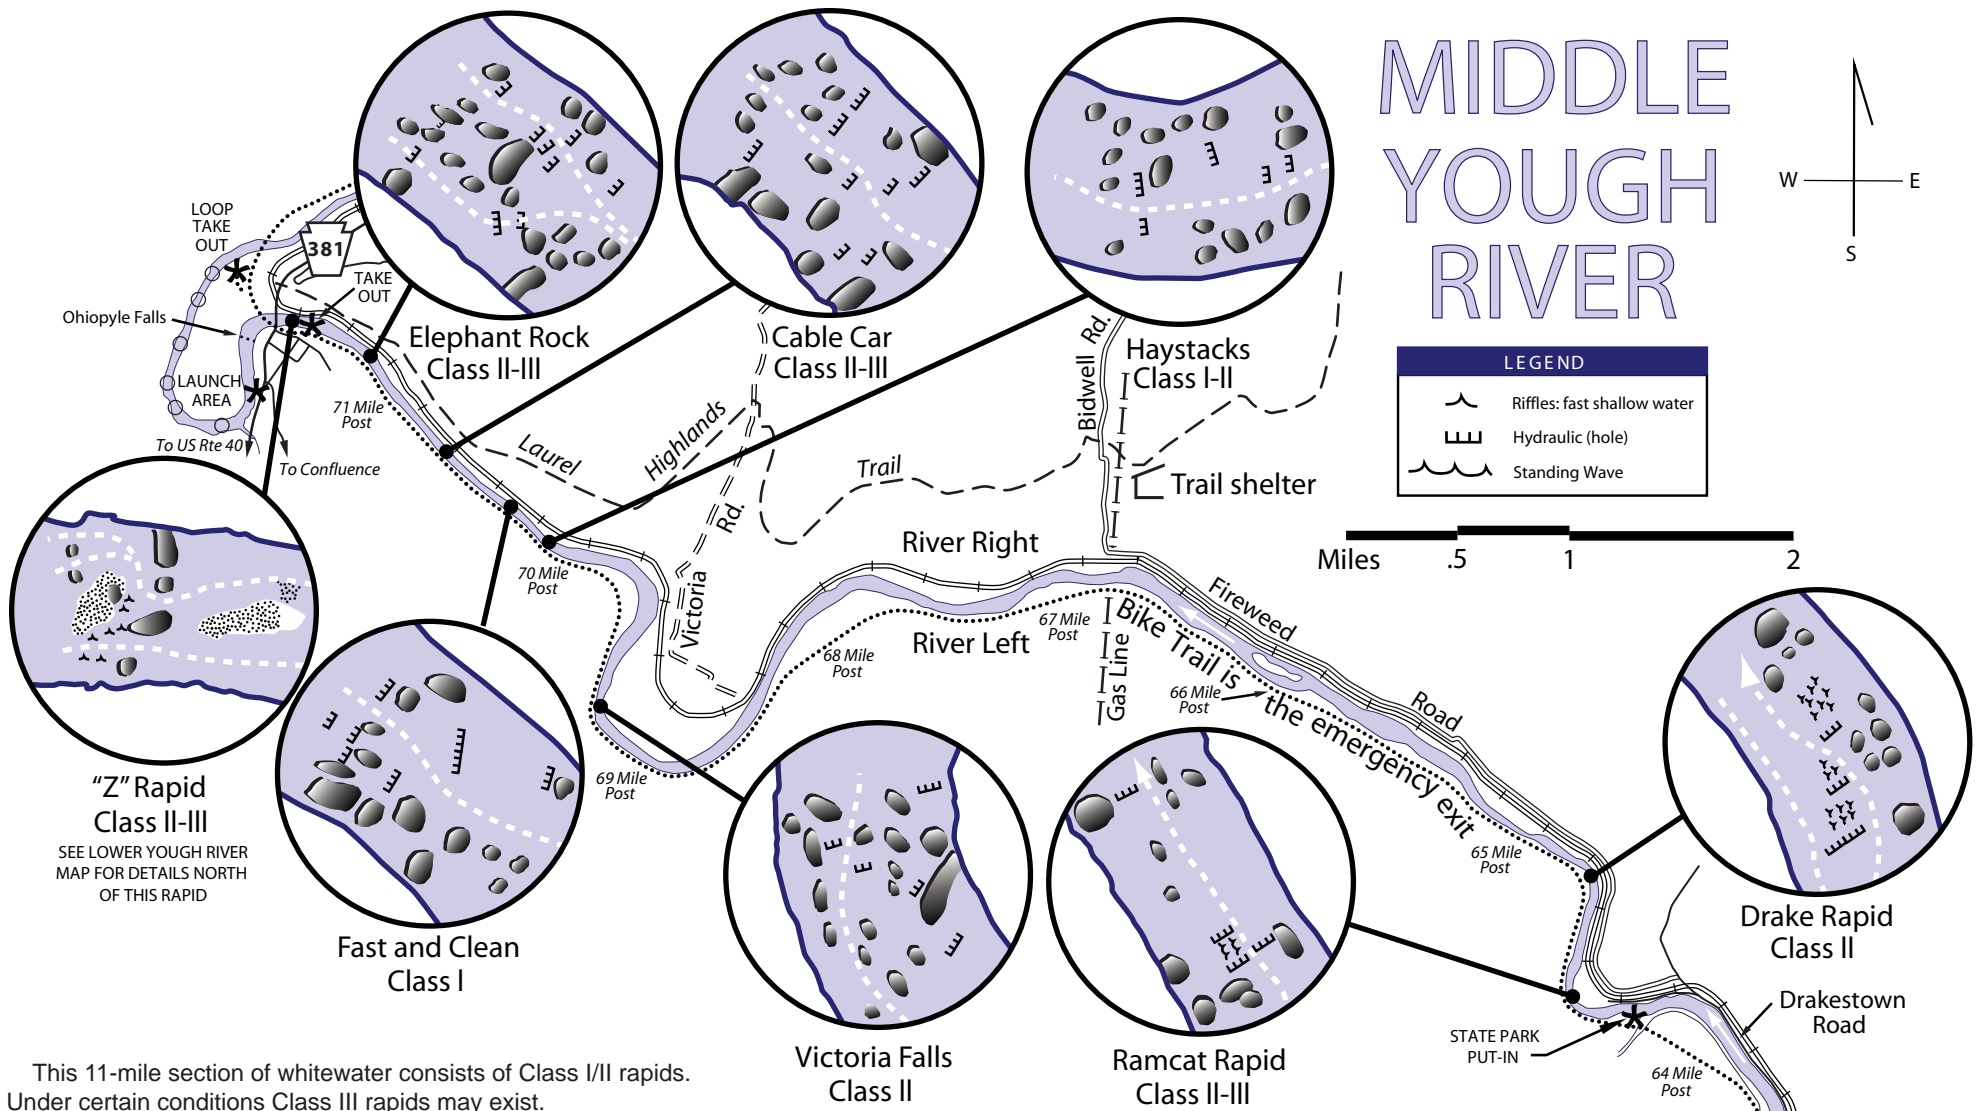 MIDDLE
YOUGH
RIVER
W
E
S
LEGEND
Riffles: fast shallow water
Hydraulic (hole)
Standing Wave
Miles
.5
1
2
LOOP
TAKE
OUT
381
TAKE
OUT
Ohiopyle Falls
LAUNCH
AREA
To US Rte 40
To Confluence
Elephant Rock
Class II-III
Cable Car
Class II-III
Haystacks
Class I-II
71 Mile
Post
Laurel
Highlands
Trail
Bidwell Rd.
Trail shelter
Victoria Rd.
70 Mile
Post
River Right
River Left
69 Mile
Post
68 Mile
Post
67 Mile
Post
Gas Line
66 Mile
Post
Fireweed Road
Bike Trail is the emergency exit
65 Mile
Post
"Z" Rapid
Class II-III
SEE LOWER YOUGH RIVER
MAP FOR DETAILS NORTH
OF THIS RAPID
Fast and Clean
Class I
Victoria Falls
Class II
Ramcat Rapid
Class II-III
Drake Rapid
Class II
Drakestown
Road
STATE PARK
PUT-IN
64 Mile
Post
This 11-mile section of whitewater consists of Class I/II rapids.
Under certain conditions Class III rapids may exist.